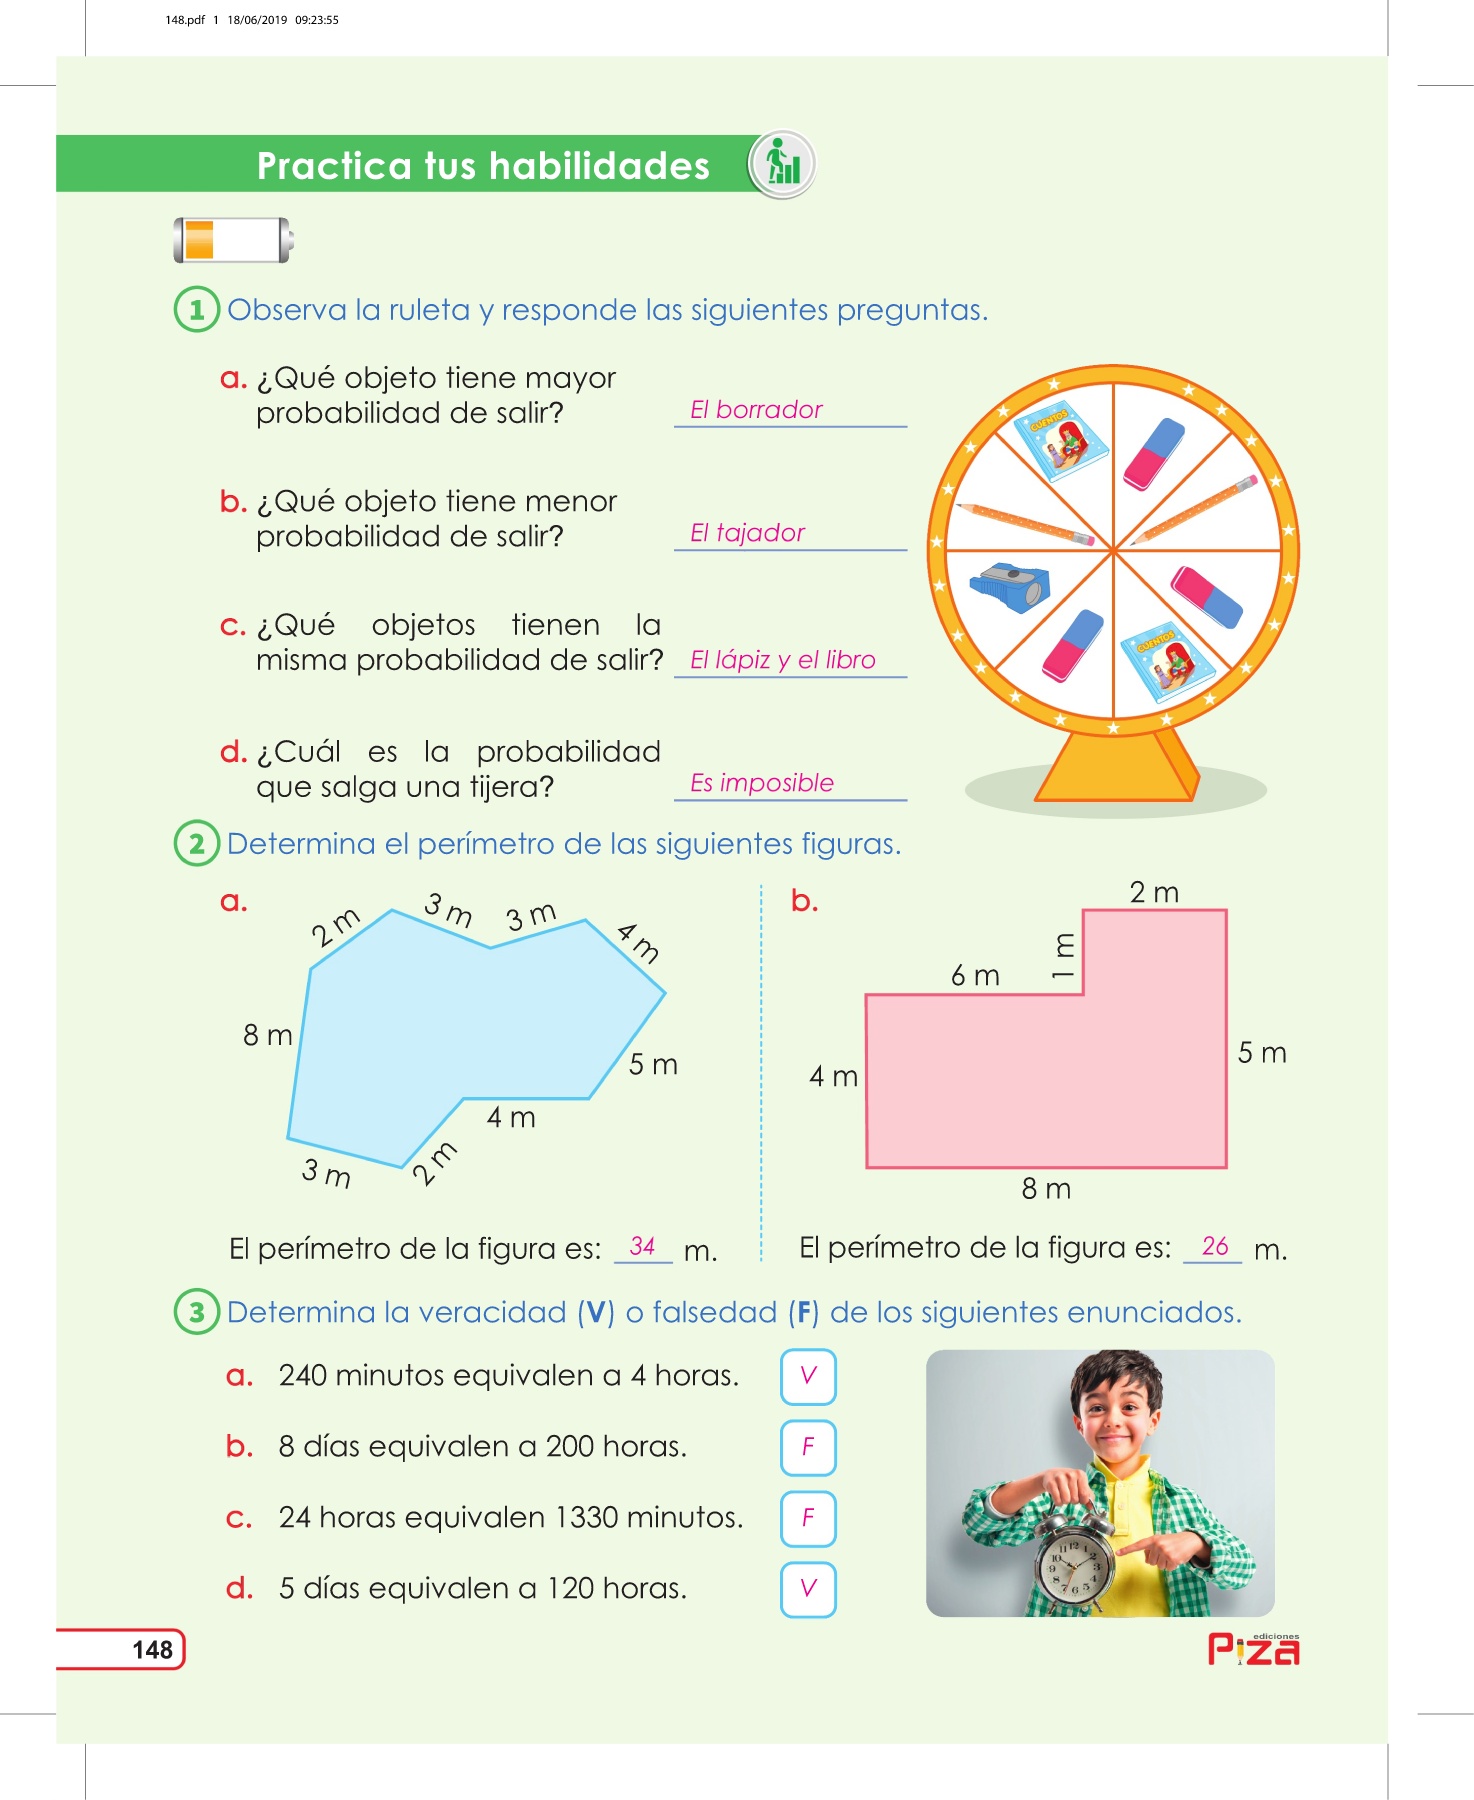 148.pdf 1 18/06/2019 09:23:55
Practica tus habilidades
1 Observa la ruleta y responde las siguientes preguntas.
a. ¿Qué objeto tiene mayor
probabilidad de salir? El borrador
b. ¿Qué objeto tiene menor
probabilidad de salir? El tajador
c. ¿Qué objetos tienen la
misma probabilidad de salir? El lápiz y el libro
d. ¿Cuál es la probabilidad
que salga una tijera? Es imposible
CUENTOS
CUENTOS
2 Determina el perímetro de las siguientes figuras.
a.
2 m
3 m
3 m
4 m
8 m
5 m
4 m
2 m
3 m
El perímetro de la figura es: 34 m.
b.
2 m
1 m
6 m
5 m
4 m
8 m
El perímetro de la figura es: 26 m.
3 Determina la veracidad (V) o falsedad (F) de los siguientes enunciados.
a. 240 minutos equivalen a 4 horas. V
b. 8 días equivalen a 200 horas. F
c. 24 horas equivalen 1330 minutos. F
d. 5 días equivalen a 120 horas. V
148
ediciones
Piza